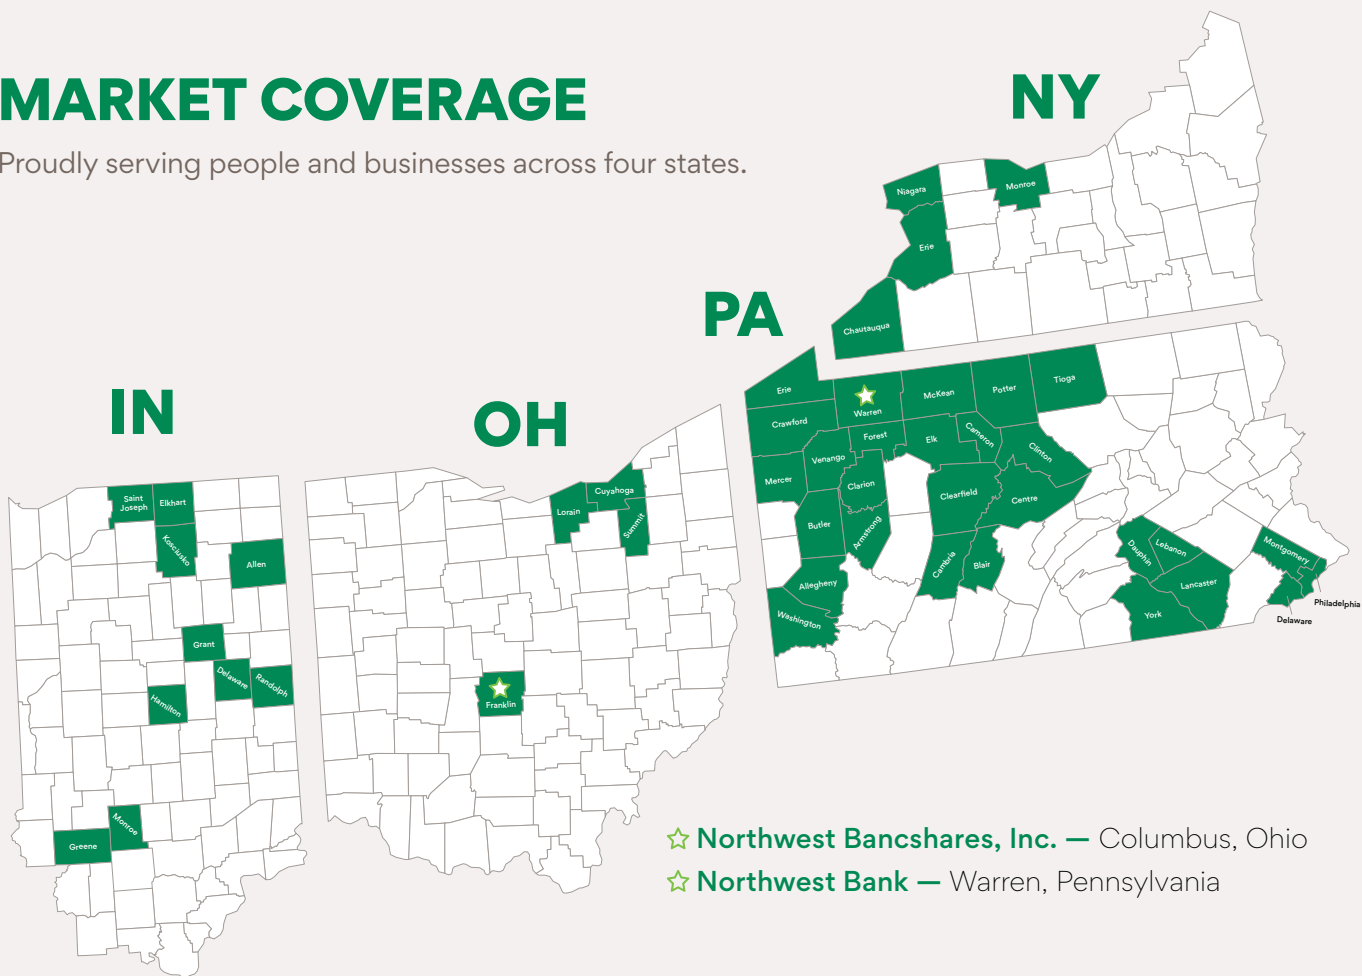 MARKET COVERAGE
Proudly serving people and businesses across four states.
NY
Niagara
Monroe
Erie
Chautauqua
PA
Erie
Warren
McKean
Potter
Tioga
Crawford
Forest
Elk
Cameron
Clinton
Mercer
Venango
Clarion
Clearfield
Centre
Butler
Armstrong
Cambria
Blair
Allegheny
Washington
Dauphin
Lebanon
Lancaster
York
Montgomery
Philadelphia
Delaware
IN
Saint
Joseph
Elkhart
Kosciusko
Allen
Grant
Delaware
Randolph
Hamilton
Monroe
Greene
OH
Lorain
Cuyahoga
Summit
Franklin
Northwest Bancshares, Inc. — Columbus, Ohio
Northwest Bank — Warren, Pennsylvania